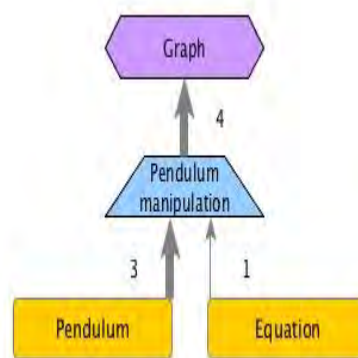 Graph
4
Pendulum
manipulation
3 1
Pendulum Equation